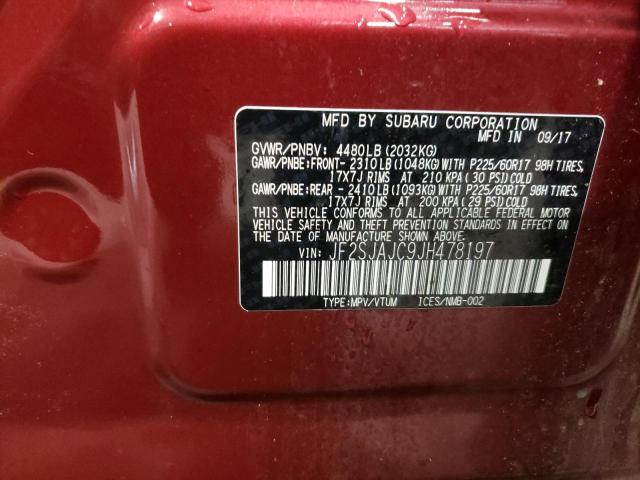 MFD BY SUBARU CORPORATION
MFD IN 09/17
GVWR/PNBV: 4480LB(2032KG)
GAWR/PNBE:FRONT- 2310LB(1048KG)WITH P225/60R17 98H TIRES,
17X7J RIMS AT 210 KPA(30 PSI)COLD
GAWR/PNBE:REAR - 2410LB(1093KG)WITH P225/60R17 98H TIRES,
17X7J RIMS AT 200 KPA(29 PSI)COLD
THIS VEHICLE CONFORMS TO ALL APPLICABLE FEDERAL MOTOR
VEHICLE SAFETY AND THEFT PREVENTION STANDARDS IN EFFECT
ON THE DATE OF MANUFACTURE SHOWN ABOVE.
VIN: JF2SJAJC9JH478197
TYPE:MPV/VTUM ICES/NMB-002